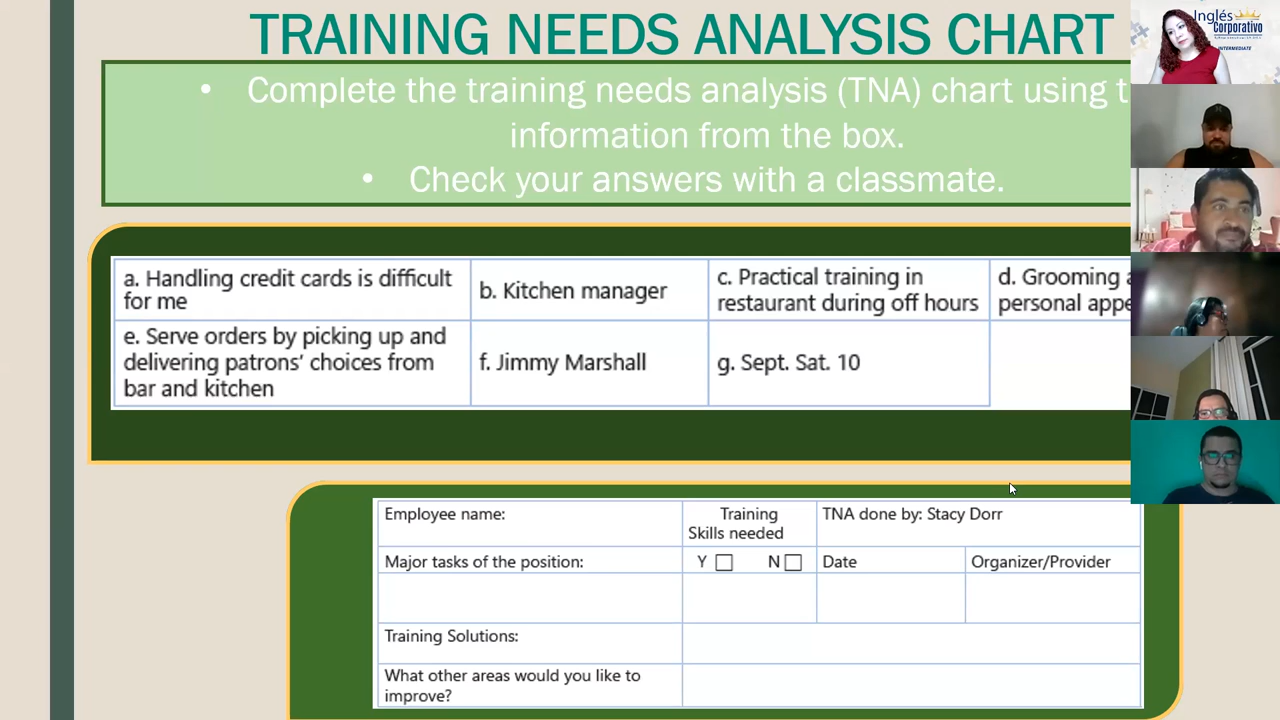 TRAINING NEEDS ANALYSIS CHART
• Complete the training needs analysis (TNA) chart using t
information from the box.
• Check your answers with a classmate.
a. Handling credit cards is difficult
for me
b. Kitchen manager
c. Practical training in
restaurant during off hours
d. Grooming
personal appe
e. Serve orders by picking up and
delivering patrons' choices from
bar and kitchen
f. Jimmy Marshall
g. Sept. Sat. 10
Employee name:
Training
Skills needed
TNA done by: Stacy Dorr
Major tasks of the position:
Y N
Date
Organizer/Provider
Training Solutions:
What other areas would you like to
improve?
Inglés
Corporativo
INTERMEDIATE